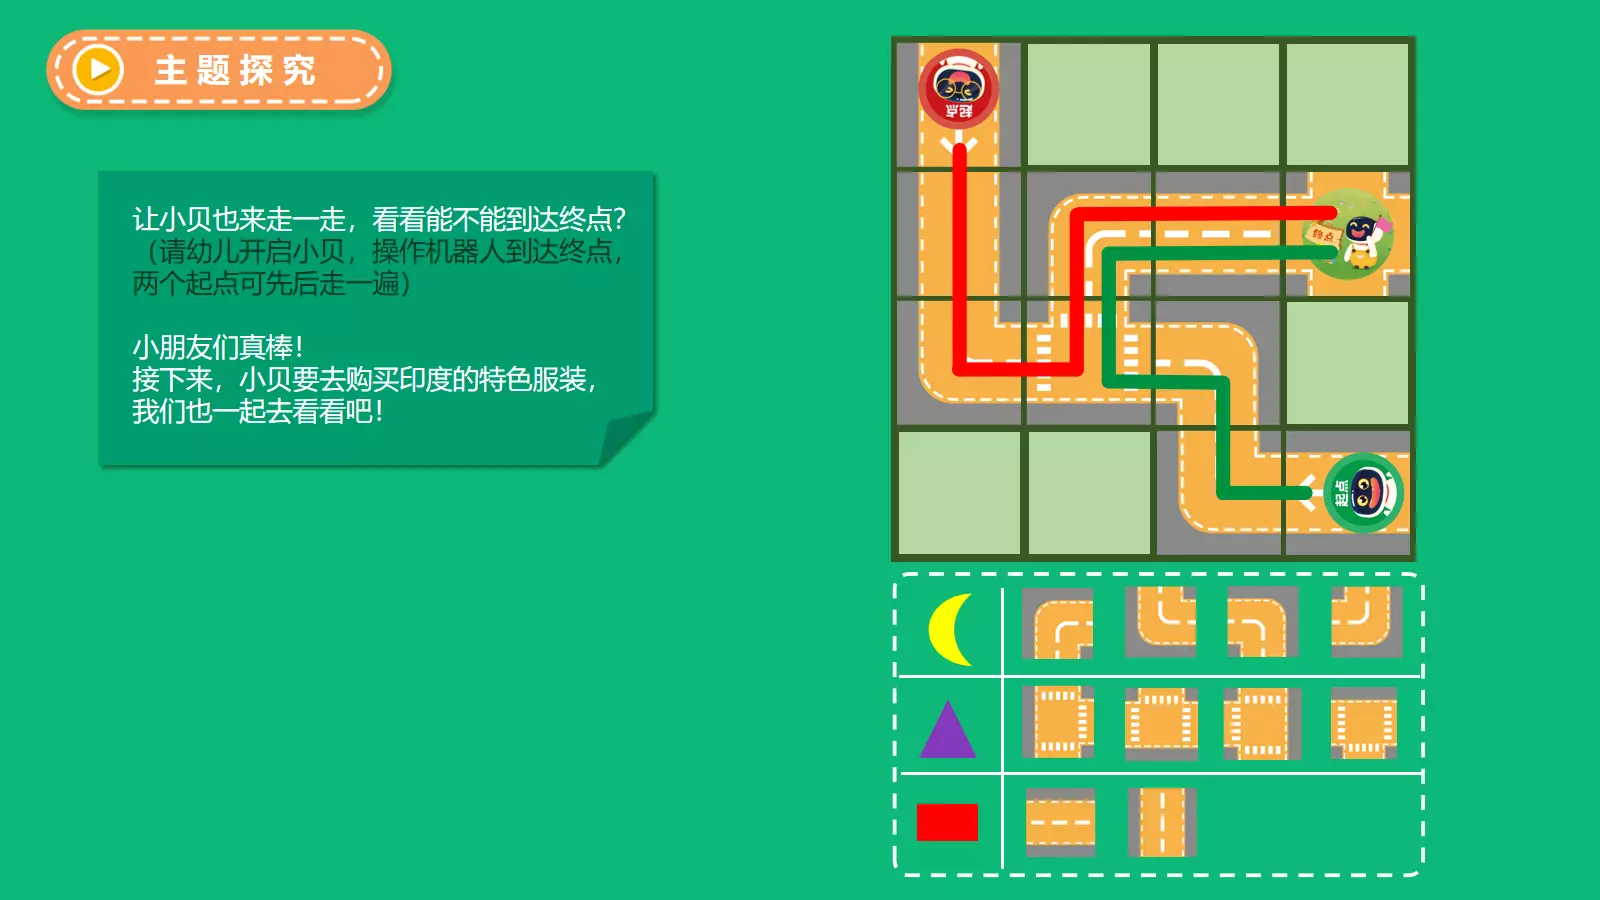 主题探究
让小贝也来走一走，看看能不能到达终点？
（请幼儿开启小贝，操作机器人到达终点，
两个起点可先后走一遍）
小朋友们真棒！
接下来，小贝要去购买印度的特色服装，
我们也一起去看看吧！
起点
终点
起点